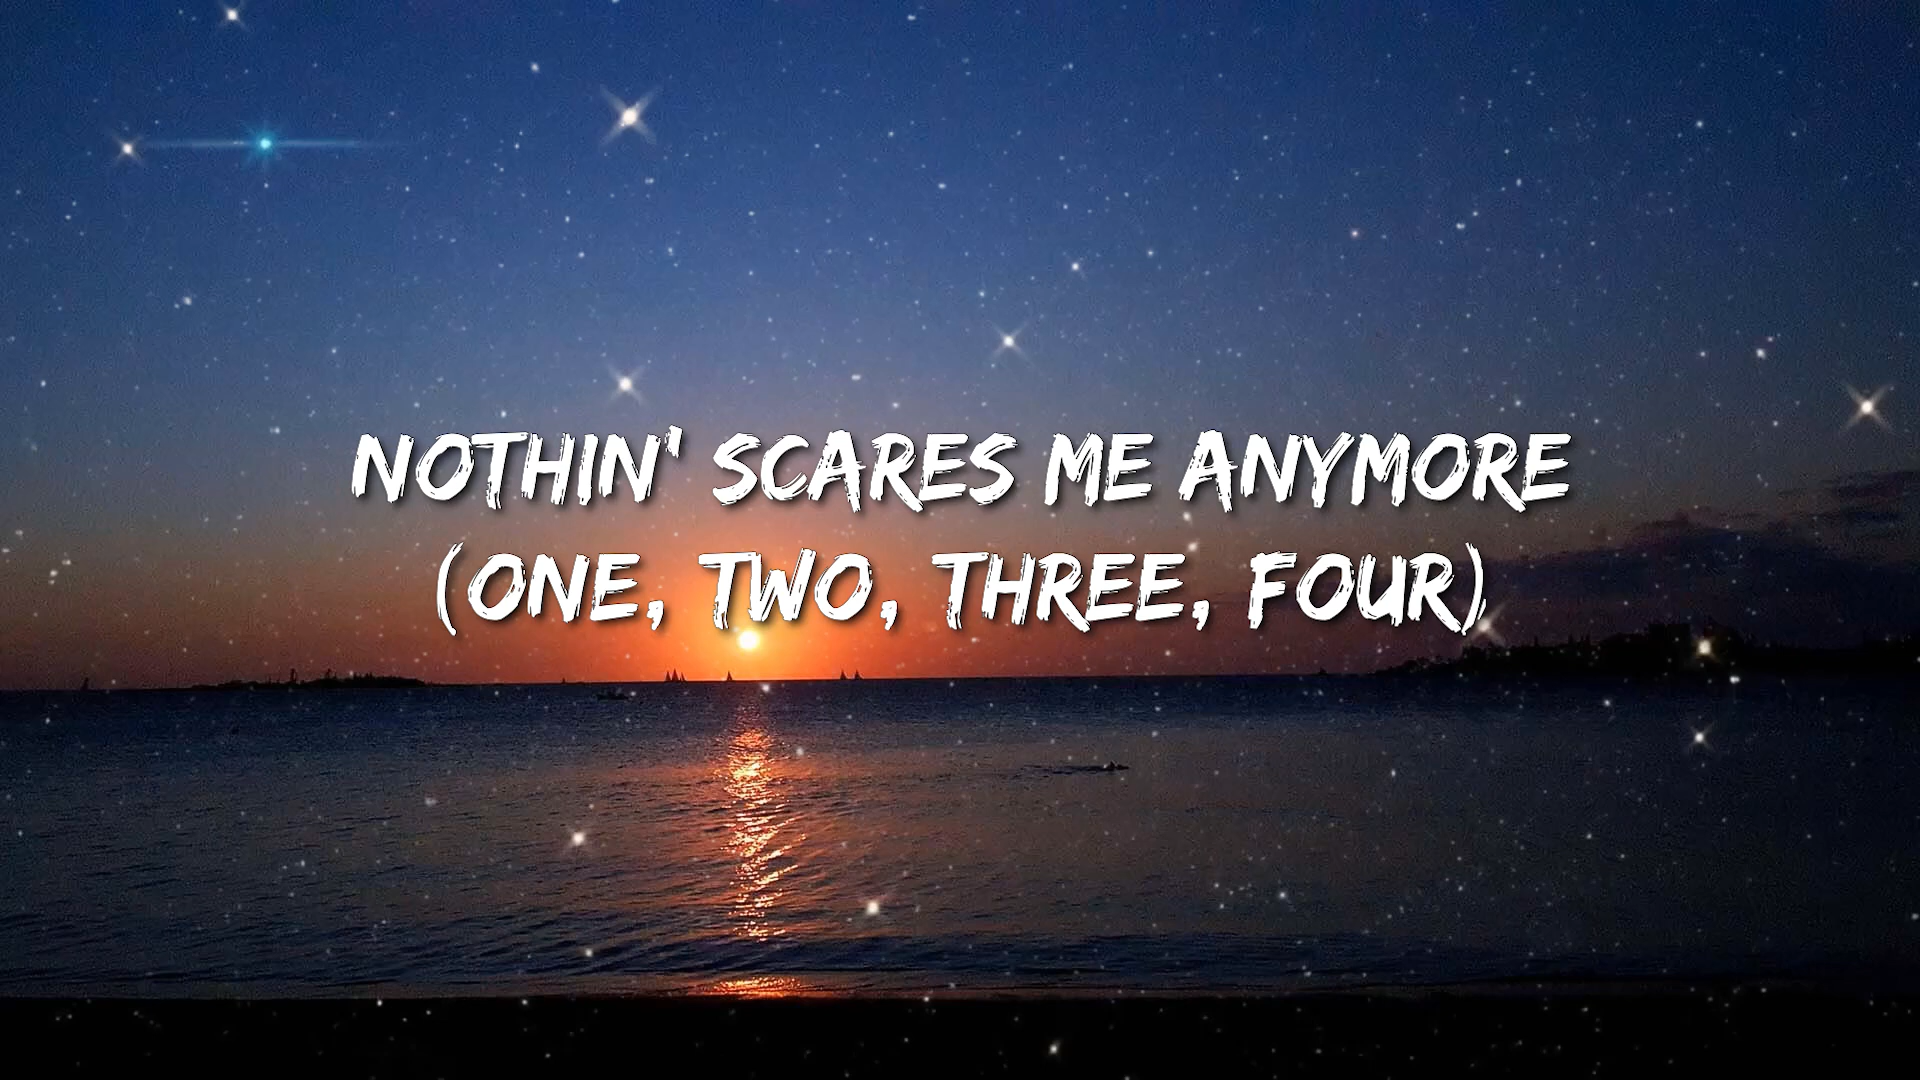 NOTHIN' SCARES ME ANYMORE
(ONE, TWO, THREE, FOUR)